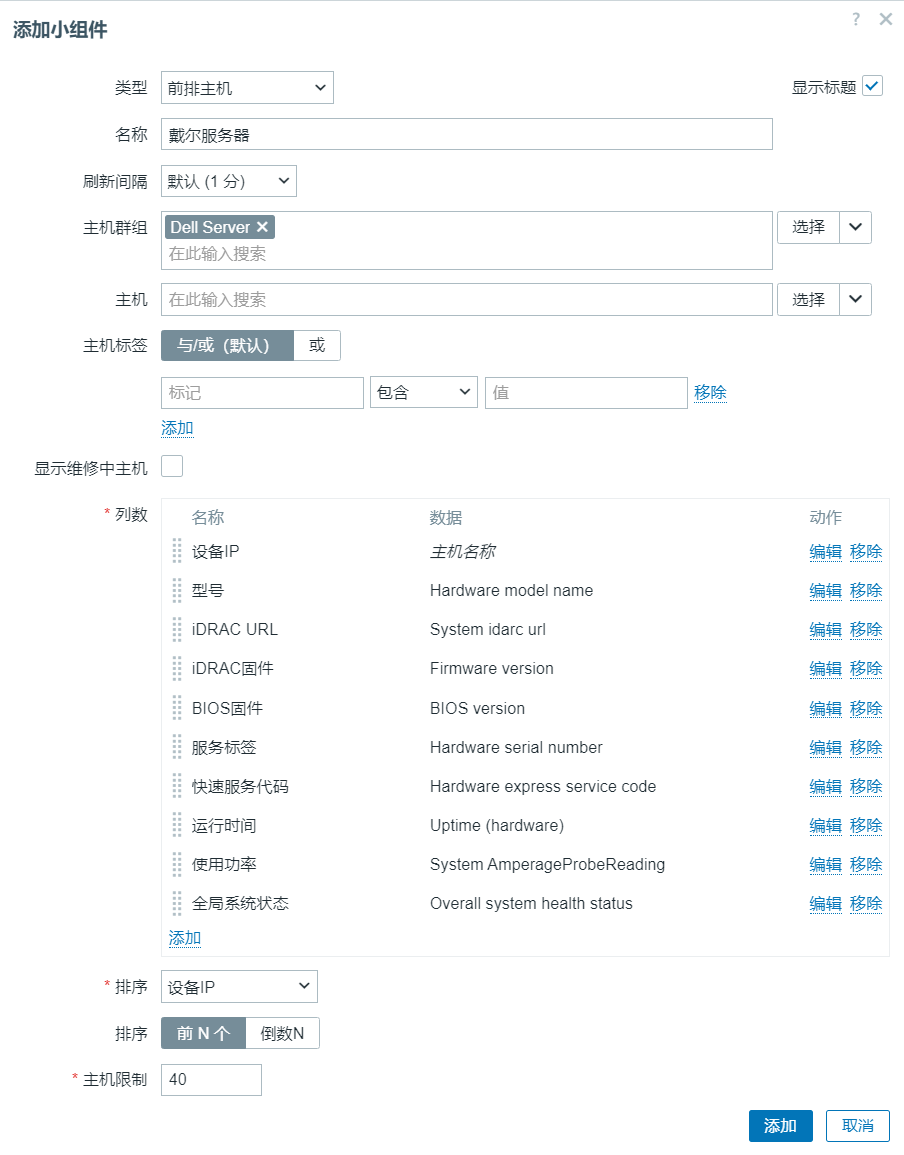 添加小组件 ?
类型 前排主机 显示标题
名称 戴尔服务器
刷新间隔 默认 (1 分)
主机群组 Dell Server 选择
在此输入搜索
主机 在此输入搜索 选择
主机标签 与/或（默认） 或
标记 包含 值 移除
添加
显示维修中主机
* 列数 名称 数据 动作
设备IP 主机名称 编辑 移除
型号 Hardware model name 编辑 移除
iDRAC URL System idarc url 编辑 移除
iDRAC固件 Firmware version 编辑 移除
BIOS固件 BIOS version 编辑 移除
服务标签 Hardware serial number 编辑 移除
快速服务代码 Hardware express service code 编辑 移除
运行时间 Uptime (hardware) 编辑 移除
使用功率 System AmperageProbeReading 编辑 移除
全局系统状态 Overall system health status 编辑 移除
添加
* 排序 设备IP
排序 前 N 个 倒数N
* 主机限制 40
添加 取消